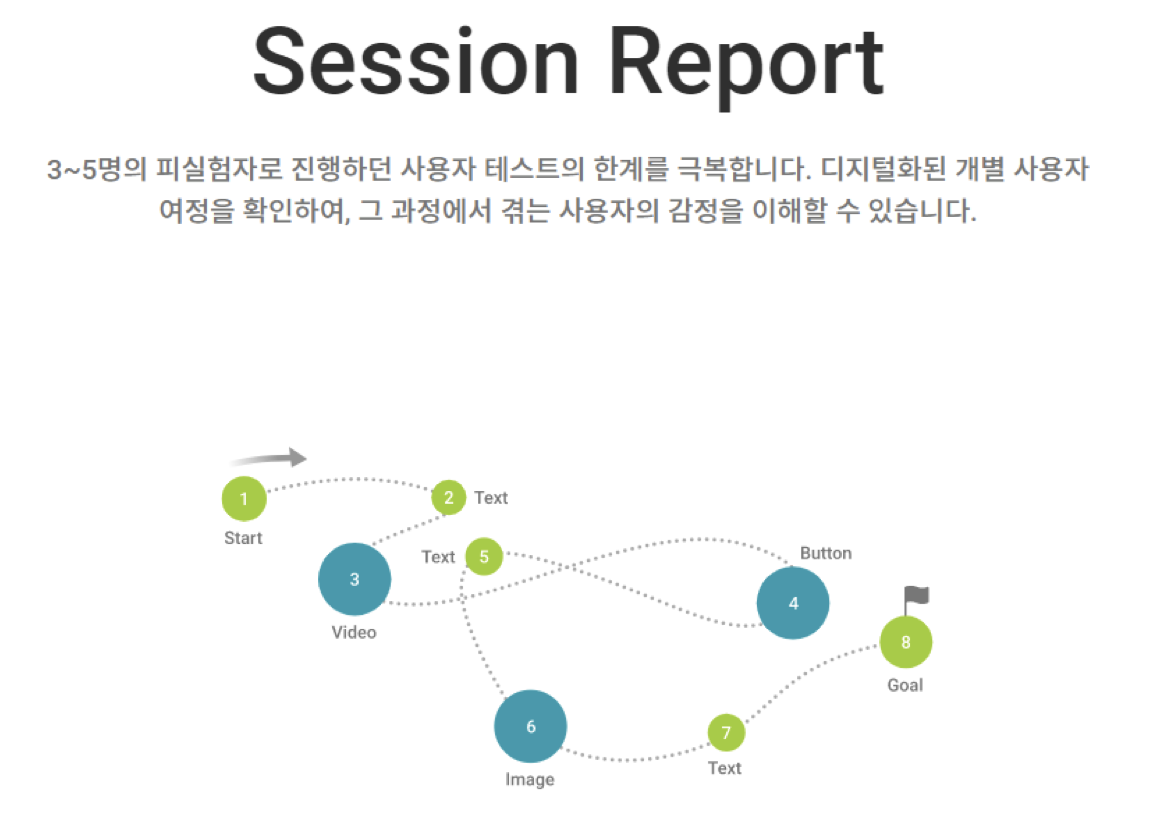 Session Report
3~5명의 피실험자로 진행하던 사용자 테스트의 한계를 극복합니다. 디지털화된 개별 사용자
여정을 확인하여, 그 과정에서 겪는 사용자의 감정을 이해할 수 있습니다.
1
Start
2
Text
3
Video
4
Button
5
Text
6
Image
7
Text
8
Goal